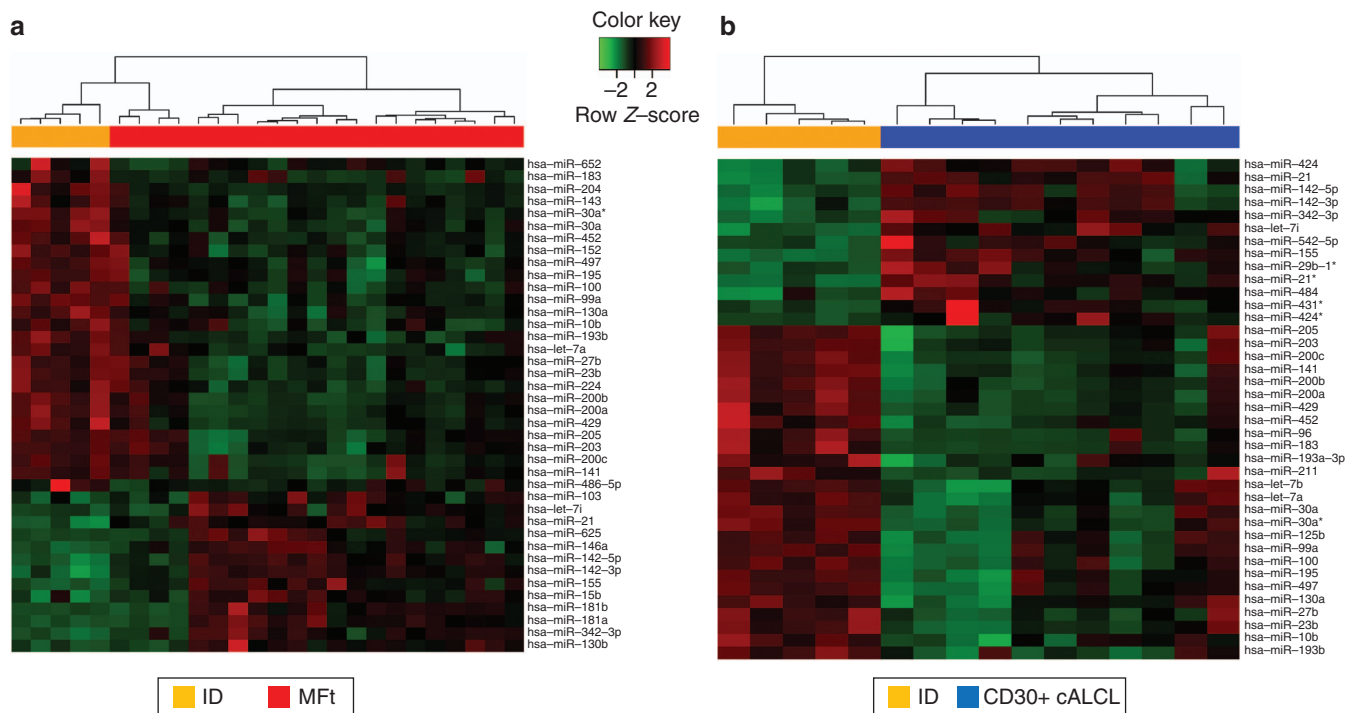 a
Color key
−2 2
Row Z–score
b
hsa–miR–652
hsa–miR–183
hsa–miR–204
hsa–miR–143
hsa–miR–30a*
hsa–miR–30a
hsa–miR–452
hsa–miR–152
hsa–miR–497
hsa–miR–195
hsa–miR–100
hsa–miR–99a
hsa–miR–130a
hsa–miR–10b
hsa–miR–193b
hsa–let–7a
hsa–miR–27b
hsa–miR–23b
hsa–miR–224
hsa–miR–200b
hsa–miR–200a
hsa–miR–429
hsa–miR–205
hsa–miR–203
hsa–miR–200c
hsa–miR–141
hsa–miR–486–5p
hsa–miR–103
hsa–let–7i
hsa–miR–21
hsa–miR–625
hsa–miR–146a
hsa–miR–142–5p
hsa–miR–142–3p
hsa–miR–155
hsa–miR–15b
hsa–miR–181b
hsa–miR–181a
hsa–miR–342–3p
hsa–miR–130b
ID MFt
hsa–miR–424
hsa–miR–21
hsa–miR–142–5p
hsa–miR–142–3p
hsa–miR–342–3p
hsa–let–7i
hsa–miR–542–5p
hsa–miR–155
hsa–miR–29b–1*
hsa–miR–21*
hsa–miR–484
hsa–miR–431*
hsa–miR–424*
hsa–miR–205
hsa–miR–203
hsa–miR–200c
hsa–miR–141
hsa–miR–200b
hsa–miR–200a
hsa–miR–429
hsa–miR–452
hsa–miR–96
hsa–miR–183
hsa–miR–193a–3p
hsa–miR–211
hsa–let–7b
hsa–let–7a
hsa–miR–30a
hsa–miR–30a*
hsa–miR–125b
hsa–miR–99a
hsa–miR–100
hsa–miR–195
hsa–miR–497
hsa–miR–130a
hsa–miR–27b
hsa–miR–23b
hsa–miR–10b
hsa–miR–193b
ID CD30+ cALCL